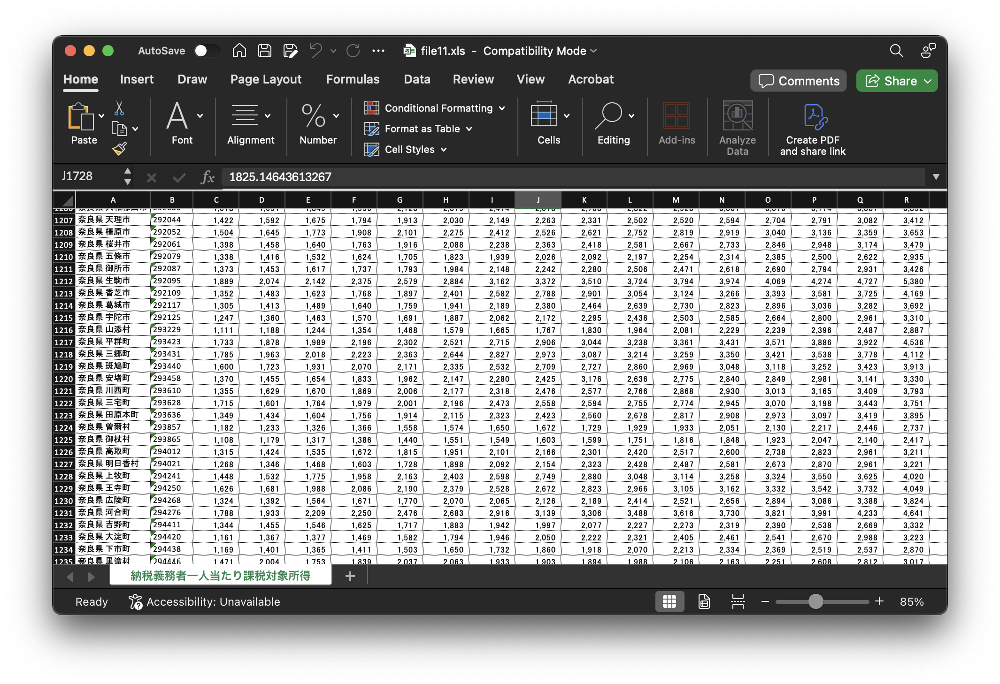 AutoSave file11.xls - Compatibility Mode
Home Insert Draw Page Layout Formulas Data Review View Acrobat Comments Share
Paste Font Alignment Number Conditional Formatting Format as Table Cell Styles Cells Editing Add-ins Analyze Data Create PDF and share link
J1728 fx 1825.14643613267
A B C D E F G H I J K L M N O P Q R
1207 奈良県 天理市 292044 1,422 1,592 1,675 1,794 1,913 2,030 2,149 2,263 2,331 2,502 2,520 2,594 2,704 2,791 3,082 3,412
1208 奈良県 橿原市 292052 1,504 1,645 1,773 1,908 2,101 2,275 2,412 2,526 2,621 2,752 2,819 2,919 3,040 3,136 3,359 3,653
1209 奈良県 桜井市 292061 1,398 1,458 1,640 1,763 1,916 2,088 2,238 2,363 2,418 2,581 2,667 2,733 2,846 2,948 3,174 3,479
1210 奈良県 五條市 292079 1,338 1,416 1,532 1,624 1,705 1,823 1,939 2,026 2,092 2,197 2,254 2,314 2,385 2,500 2,622 2,935
1211 奈良県 御所市 292087 1,373 1,453 1,617 1,737 1,793 1,984 2,148 2,242 2,280 2,506 2,471 2,618 2,690 2,794 2,931 3,426
1212 奈良県 生駒市 292095 1,889 2,074 2,142 2,375 2,579 2,884 3,162 3,372 3,510 3,724 3,794 3,974 4,069 4,274 4,727 5,380
1213 奈良県 香芝市 292109 1,352 1,483 1,623 1,768 1,897 2,401 2,582 2,788 2,901 3,054 3,124 3,266 3,393 3,581 3,725 4,169
1214 奈良県 葛城市 292117 1,305 1,413 1,489 1,640 1,759 1,941 2,189 2,380 2,464 2,639 2,730 2,823 2,896 3,036 3,282 3,692
1215 奈良県 宇陀市 292125 1,247 1,360 1,463 1,570 1,691 1,887 2,062 2,172 2,295 2,436 2,503 2,585 2,664 2,800 2,961 3,310
1216 奈良県 山添村 293229 1,111 1,188 1,244 1,354 1,468 1,579 1,665 1,767 1,830 1,964 2,081 2,229 2,239 2,396 2,487 2,887
1217 奈良県 平群町 293423 1,733 1,878 1,989 2,196 2,302 2,521 2,715 2,906 3,044 3,238 3,361 3,431 3,571 3,886 3,922 4,536
1218 奈良県 三郷町 293431 1,785 1,963 2,018 2,223 2,363 2,644 2,827 2,973 3,087 3,214 3,259 3,350 3,421 3,538 3,778 4,112
1219 奈良県 斑鳩町 293440 1,600 1,723 1,931 2,070 2,171 2,335 2,532 2,709 2,727 2,860 2,969 3,048 3,118 3,252 3,423 3,913
1220 奈良県 安堵町 293458 1,370 1,455 1,654 1,833 1,962 2,147 2,280 2,425 3,176 2,636 2,775 2,840 2,849 2,981 3,141 3,330
1221 奈良県 川西町 293610 1,355 1,629 1,670 1,869 2,006 2,177 2,318 2,476 2,577 2,766 2,868 2,930 3,013 3,165 3,409 3,793
1222 奈良県 三宅町 293628 1,715 1,601 1,764 1,979 2,001 2,196 2,473 2,558 2,594 2,755 2,774 2,945 3,070 3,198 3,443 3,751
1223 奈良県 田原本町 293636 1,349 1,434 1,604 1,756 1,914 2,115 2,323 2,423 2,560 2,678 2,817 2,908 2,973 3,097 3,419 3,895
1224 奈良県 曽爾村 293857 1,182 1,233 1,326 1,366 1,558 1,574 1,650 1,672 1,729 1,929 1,933 2,051 2,130 2,217 2,446 2,737
1225 奈良県 御杖村 293865 1,108 1,179 1,317 1,386 1,440 1,551 1,549 1,603 1,599 1,751 1,816 1,848 1,923 2,047 2,140 2,417
1226 奈良県 高取町 294012 1,315 1,424 1,535 1,672 1,815 1,951 2,101 2,166 2,301 2,420 2,517 2,600 2,738 2,823 2,961 3,211
1227 奈良県 明日香村 294021 1,268 1,346 1,468 1,603 1,728 1,898 2,092 2,154 2,323 2,428 2,487 2,581 2,673 2,870 2,961 3,221
1228 奈良県 上牧町 294241 1,448 1,532 1,775 1,958 2,163 2,403 2,598 2,749 2,880 3,048 3,114 3,258 3,324 3,550 3,625 4,020
1229 奈良県 王寺町 294250 1,626 1,681 1,988 2,086 2,190 2,379 2,528 2,672 2,823 2,966 3,105 3,162 3,332 3,542 3,732 4,049
1230 奈良県 広陵町 294268 1,324 1,392 1,564 1,671 1,770 2,070 2,065 2,126 2,189 2,414 2,521 2,656 2,894 3,086 3,388 3,824
1231 奈良県 河合町 294276 1,788 1,933 2,209 2,250 2,476 2,683 2,916 3,139 3,306 3,488 3,616 3,730 3,821 3,991 4,233 4,641
1232 奈良県 吉野町 294411 1,344 1,455 1,546 1,625 1,717 1,883 1,942 1,997 2,077 2,227 2,273 2,319 2,390 2,538 2,669 3,332
1233 奈良県 大淀町 294420 1,161 1,367 1,377 1,469 1,582 1,794 1,946 2,050 2,222 2,321 2,405 2,461 2,541 2,670 2,988 3,223
1234 奈良県 下市町 294438 1,169 1,401 1,365 1,411 1,503 1,650 1,732 1,860 1,918 2,070 2,213 2,334 2,369 2,519 2,537 2,870
1235 奈良県 黒滝村 294446 1,471 2,004 1,753 1,839 2,037 2,063 1,933 1,903 1,894 1,988 2,106 2,163 2,251 2,608 2,812 3,017
納税義務者一人当たり課税対象所得
Ready Accessibility: Unavailable 85%